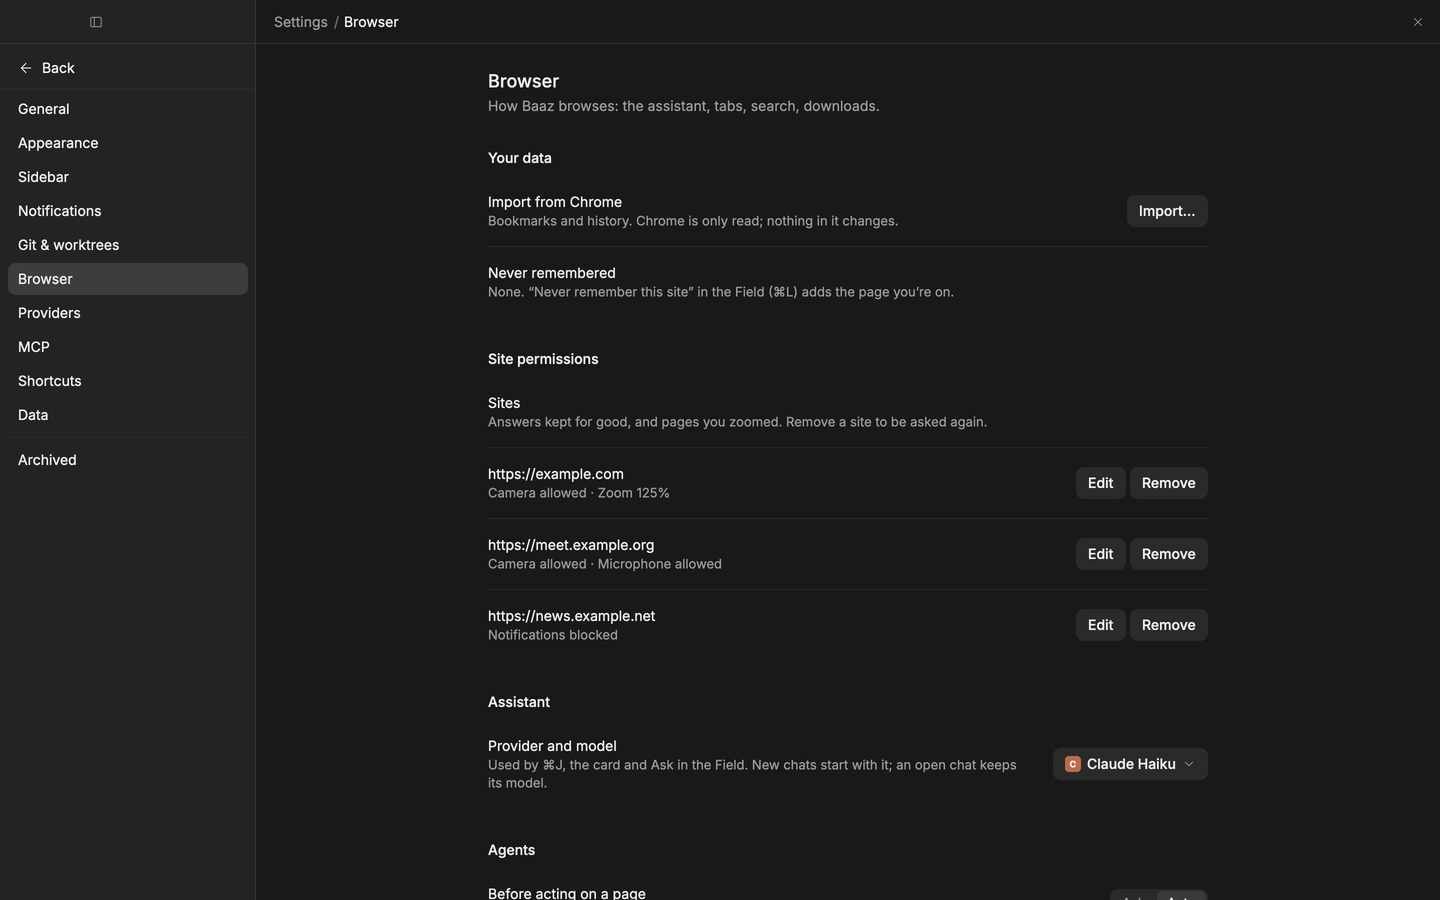 Settings / Browser
Back
General
Appearance
Sidebar
Notifications
Git & worktrees
Browser
Providers
MCP
Shortcuts
Data
Archived
Browser
How Baaz browses: the assistant, tabs, search, downloads.
Your data
Import from Chrome
Bookmarks and history. Chrome is only read; nothing in it changes.
Import...
Never remembered
None. “Never remember this site” in the Field (⌘L) adds the page you’re on.
Site permissions
Sites
Answers kept for good, and pages you zoomed. Remove a site to be asked again.
https://example.com
Camera allowed · Zoom 125%
Edit Remove
https://meet.example.org
Camera allowed · Microphone allowed
Edit Remove
https://news.example.net
Notifications blocked
Edit Remove
Assistant
Provider and model
Used by ⌘J, the card and Ask in the Field. New chats start with it; an open chat keeps
its model.
C Claude Haiku
Agents
Before acting on a page